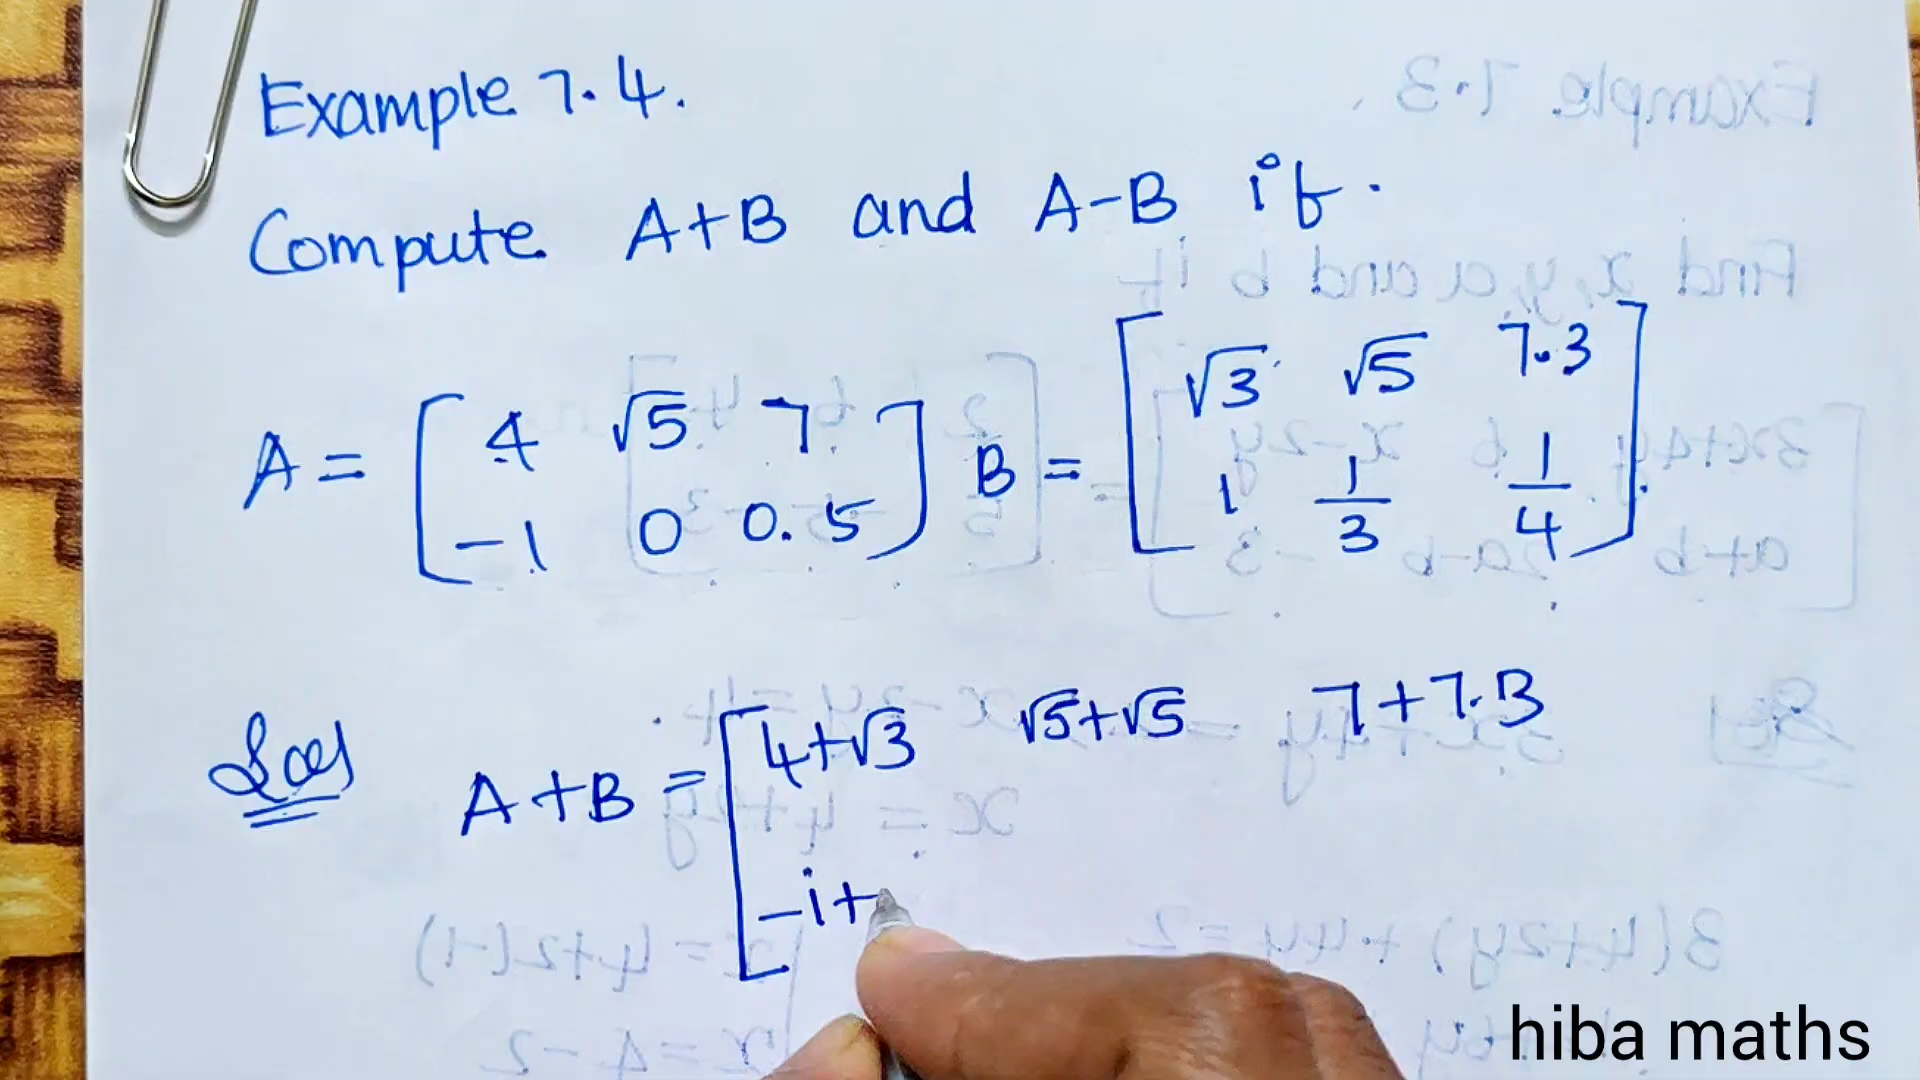 Example 7.4.
Compute A+B and A-B if.
A = [ 4 √5 7
-1 0 0.5 ] B = [ √3 √5 7.3
1 1/3 1/4 ].
Sol
A+B = [ 4+√3 √5+√5 7+7.3
-1+
hiba maths